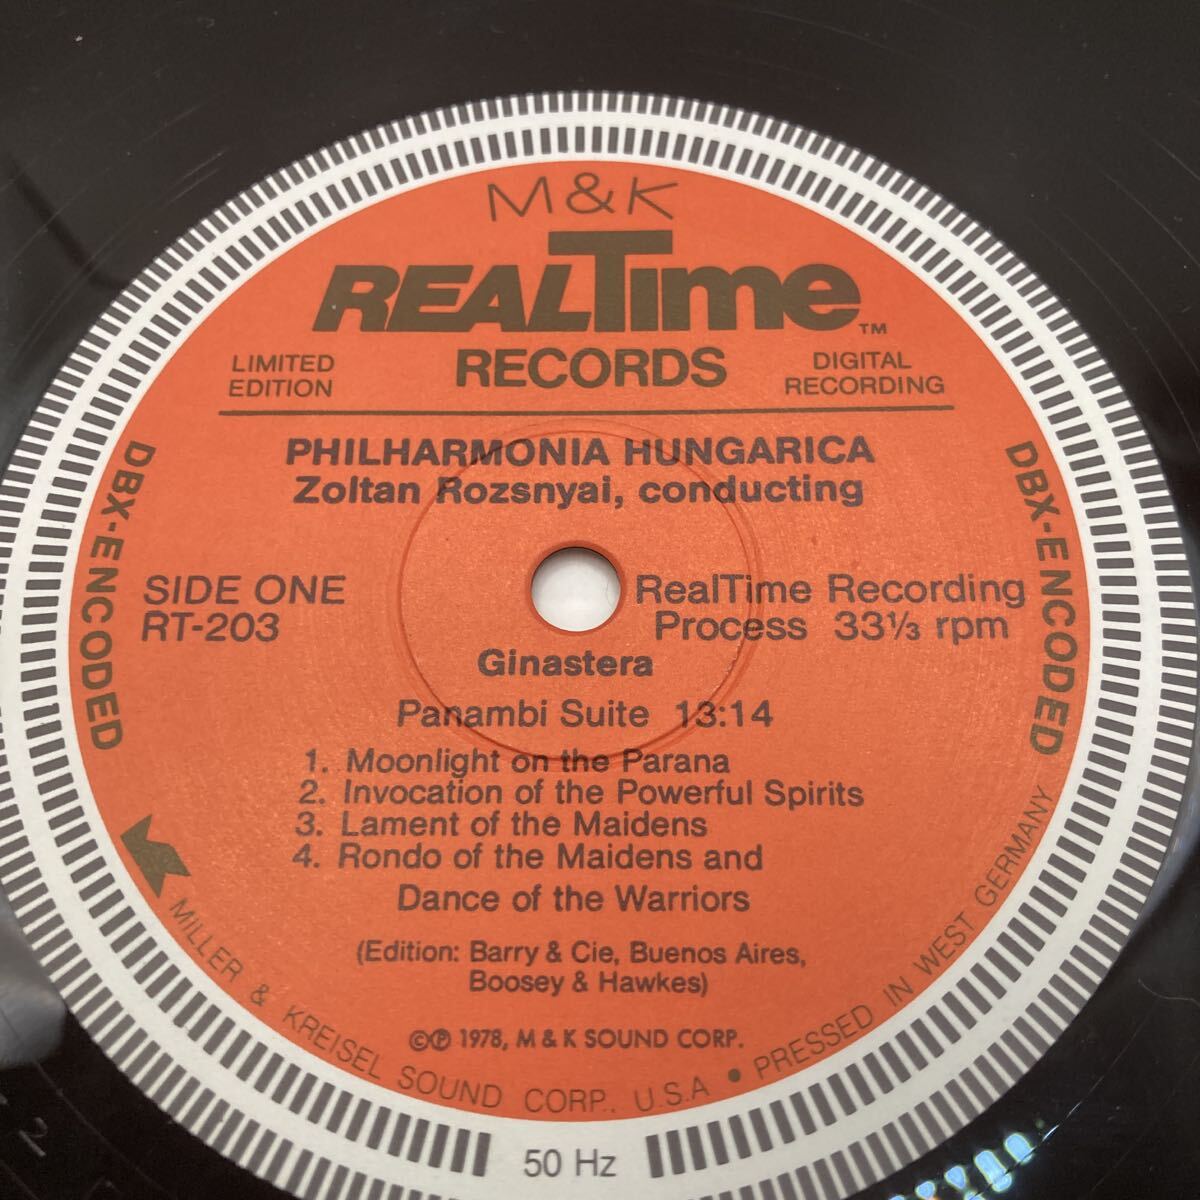 M&K
REALTime™
RECORDS
LIMITED
EDITION
DIGITAL
RECORDING
PHILHARMONIA HUNGARICA
Zoltan Rozsnyai, conducting
DBX-ENCODED
DBX-ENCODED
SIDE ONE
RT-203
RealTime Recording
Process 33⅓ rpm
Ginastera
Panambi Suite 13:14
1. Moonlight on the Parana
2. Invocation of the Powerful Spirits
3. Lament of the Maidens
4. Rondo of the Maidens and
Dance of the Warriors
(Edition: Barry & Cie, Buenos Aires,
Boosey & Hawkes)
©℗ 1978, M & K SOUND CORP.
MILLER & KREISEL SOUND CORP., U.S.A • PRESSED IN WEST GERMANY
50 Hz